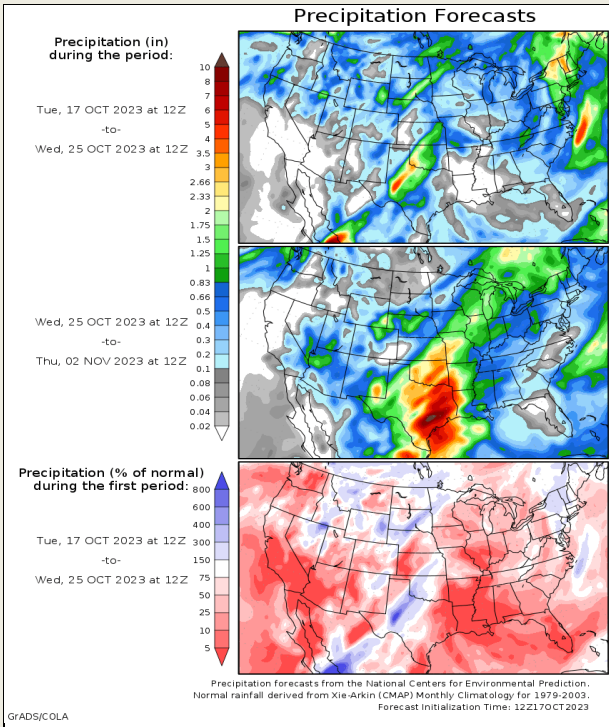 Precipitation Forecasts
Precipitation (in)
during the period:
Tue, 17 OCT 2023 at 12Z
-to-
Wed, 25 OCT 2023 at 12Z
10
8
7
6
5
4
3.5
3
2.66
2.33
2
1.75
1.5
1.25
1
0.83
0.66
0.5
0.4
0.3
0.2
0.1
0.08
0.06
0.04
0.02
Wed, 25 OCT 2023 at 12Z
-to-
Thu, 02 NOV 2023 at 12Z
Precipitation (% of normal)
during the first period:
Tue, 17 OCT 2023 at 12Z
-to-
Wed, 25 OCT 2023 at 12Z
800
600
400
300
150
75
50
25
10
5
Precipitation forecasts from the National Centers for Environmental Prediction.
Normal rainfall derived from Xie-Arkin (CMAP) Monthly Climatology for 1979-2003.
Forecast Initialization Time: 12Z17OCT2023
GrADS/COLA